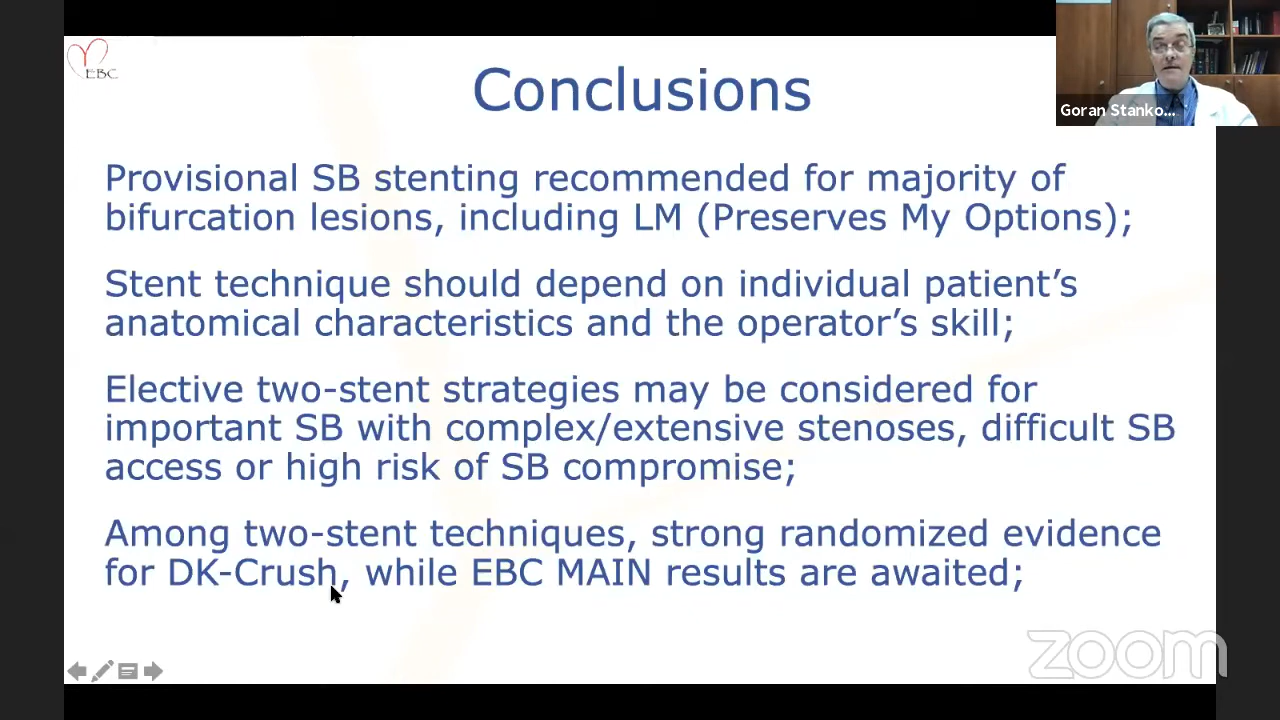 EBC
Conclusions
Goran Stanko...
Provisional SB stenting recommended for majority of
bifurcation lesions, including LM (Preserves My Options);
Stent technique should depend on individual patient’s
anatomical characteristics and the operator’s skill;
Elective two-stent strategies may be considered for
important SB with complex/extensive stenoses, difficult SB
access or high risk of SB compromise;
Among two-stent techniques, strong randomized evidence
for DK-Crush, while EBC MAIN results are awaited;
zoom